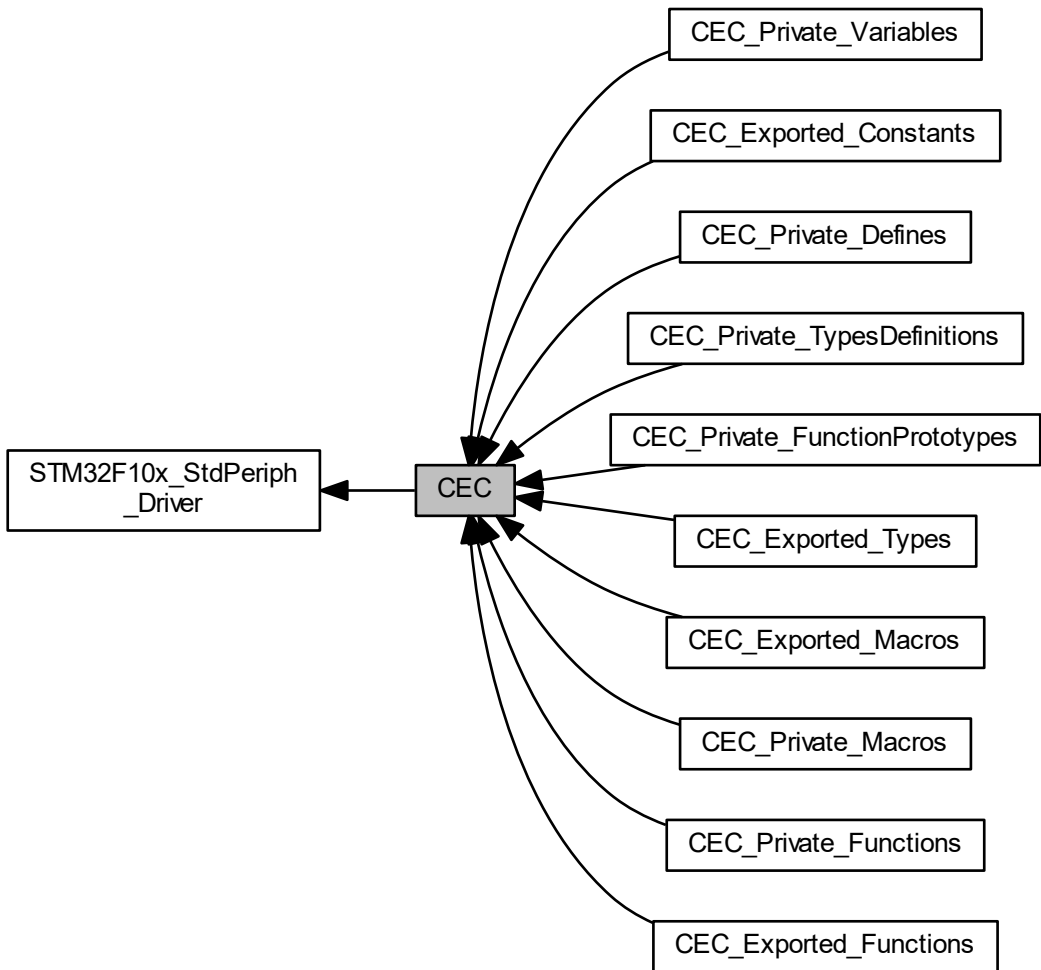 CEC_Private_Variables
CEC_Exported_Constants
CEC_Private_Defines
CEC_Private_TypesDefinitions
CEC_Private_FunctionPrototypes
STM32F10x_StdPeriph
_Driver
CEC
CEC_Exported_Types
CEC_Exported_Macros
CEC_Private_Macros
CEC_Private_Functions
CEC_Exported_Functions